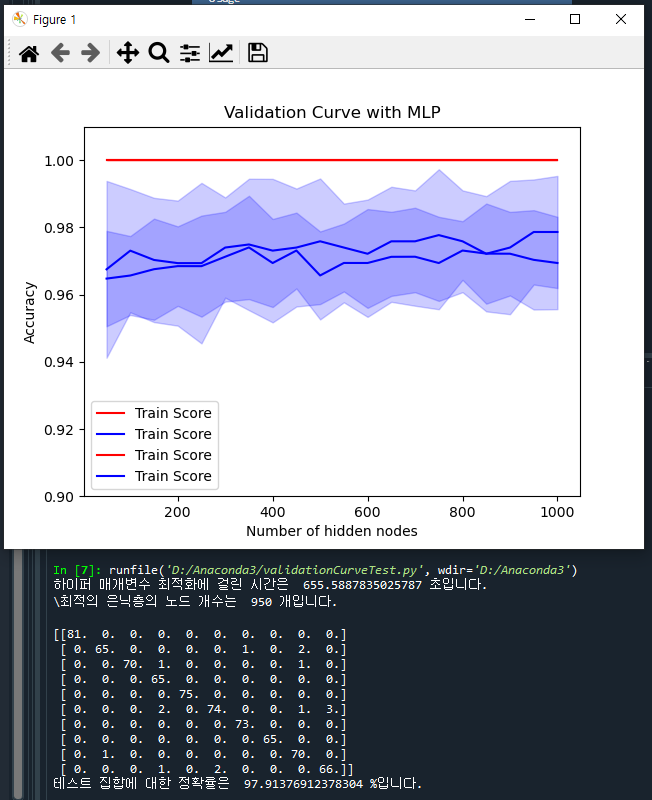 Figure 1
Validation Curve with MLP
1.00
0.98
0.96
0.94
0.92
0.90
Accuracy
Train Score
Train Score
Train Score
Train Score
200 400 600 800 1000
Number of hidden nodes
In [7]: runfile('D:/Anaconda3/validationCurveTest.py', wdir='D:/Anaconda3')
하이퍼 매개변수 최적화에 걸린 시간은  655.5887835025787 초입니다.
\최적의 은닉층의 노드 개수는  950 개입니다.
[[81.  0.  0.  0.  0.  0.  0.  0.  0.  0.]
[ 0. 65.  0.  0.  0.  0.  1.  0.  2.  0.]
[ 0.  0. 70.  1.  0.  0.  0.  0.  1.  0.]
[ 0.  0.  0. 65.  0.  0.  0.  0.  0.  0.]
[ 0.  0.  0.  0. 75.  0.  0.  0.  0.  0.]
[ 0.  0.  0.  2.  0. 74.  0.  0.  1.  3.]
[ 0.  0.  0.  0.  0.  0. 73.  0.  0.  0.]
[ 0.  0.  0.  0.  0.  0.  0. 65.  0.  0.]
[ 0.  1.  0.  0.  0.  0.  0.  0. 70.  0.]
[ 0.  0.  0.  1.  0.  2.  0.  0.  0. 66.]]
테스트 집합에 대한 정확률은  97.91376912378304 %입니다.